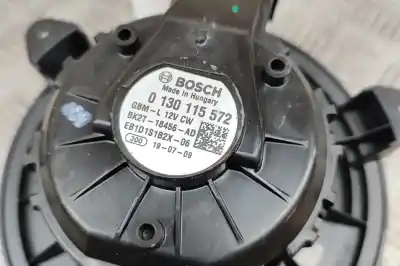 BOSCH
Made in Hungary
0 130 115 572
GBM-L 12V CW
BK2T-18456-AD
EB1D1S1B2X-06
300 19-07-09